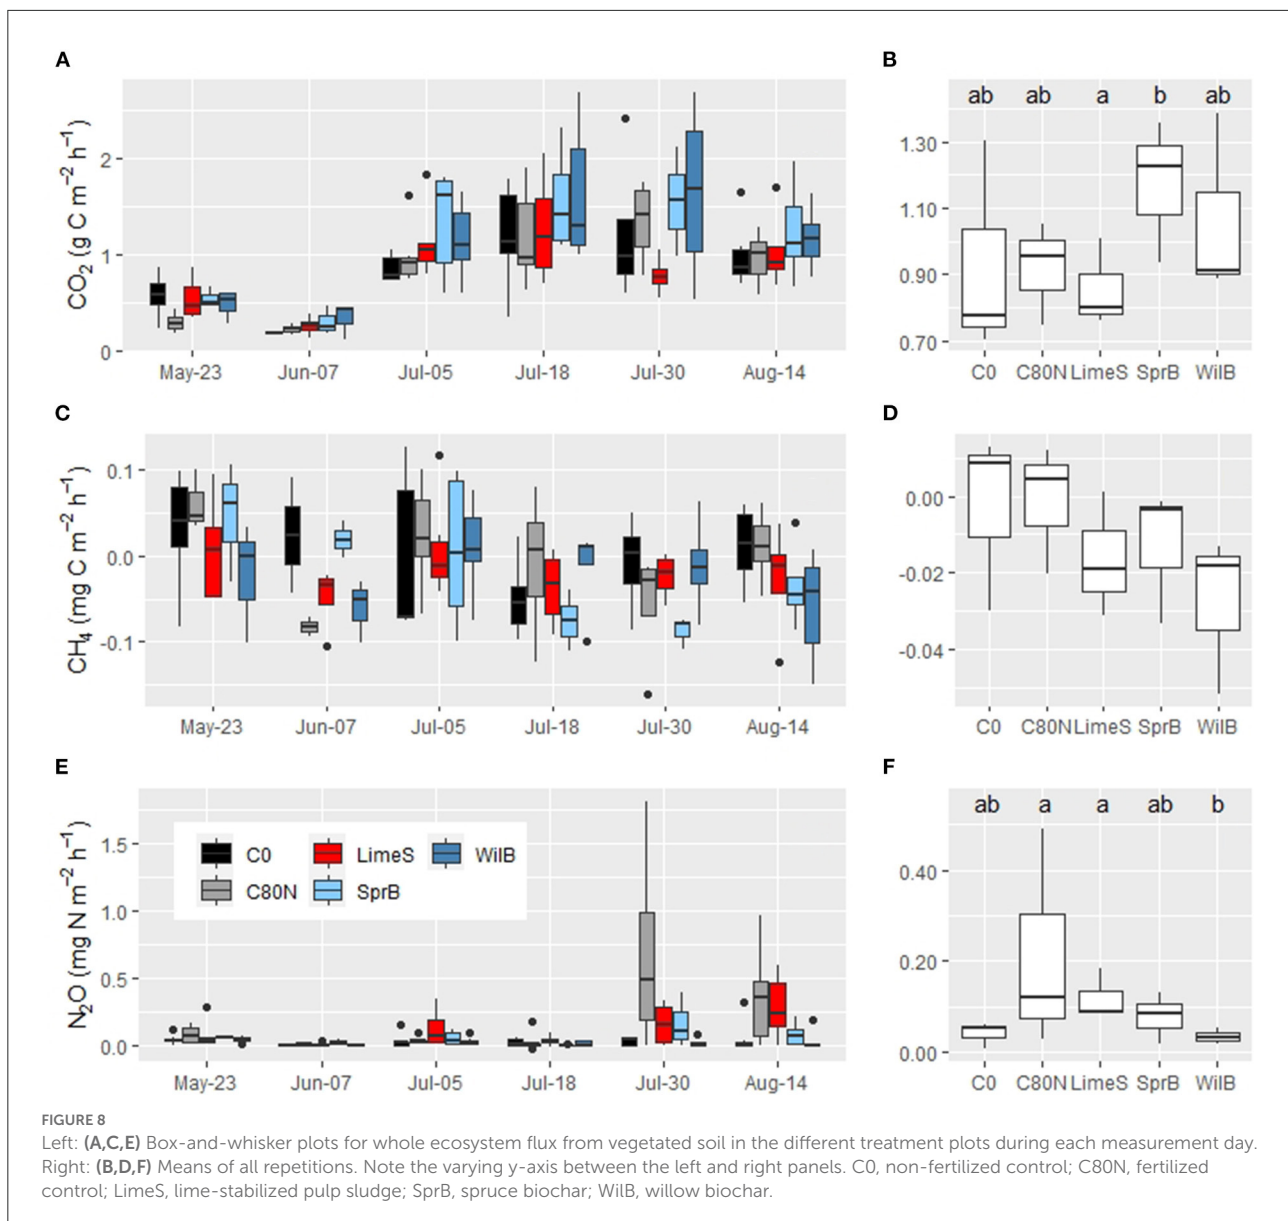 A
CO2 (g C m−2 h−1)
2
1
0
May-23 Jun-07 Jul-05 Jul-18 Jul-30 Aug-14
B
ab ab a b ab
1.30
1.10
0.90
0.70
C0 C80N LimeS SprB WilB
C
CH4 (mg C m−2 h−1)
0.1
0.0
-0.1
May-23 Jun-07 Jul-05 Jul-18 Jul-30 Aug-14
D
0.00
-0.02
-0.04
C0 C80N LimeS SprB WilB
E
N2O (mg N m−2 h−1)
1.5
1.0
0.5
0.0
C0 LimeS WilB
C80N SprB
May-23 Jun-07 Jul-05 Jul-18 Jul-30 Aug-14
F
ab a a ab b
0.40
0.20
0.00
C0 C80N LimeS SprB WilB
FIGURE 8
Left: (A,C,E) Box-and-whisker plots for whole ecosystem flux from vegetated soil in the different treatment plots during each measurement day.
Right: (B,D,F) Means of all repetitions. Note the varying y-axis between the left and right panels. C0, non-fertilized control; C80N, fertilized
control; LimeS, lime-stabilized pulp sludge; SprB, spruce biochar; WilB, willow biochar.